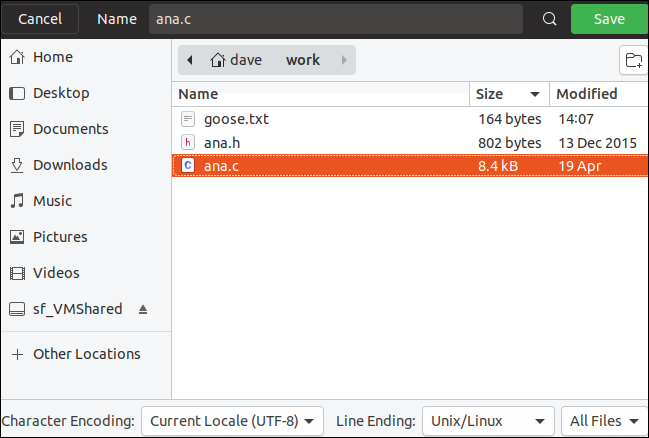 Cancel Name ana.c Save
Home
Desktop
Documents
Downloads
Music
Pictures
Videos
sf_VMShared
Other Locations
dave work
Name Size Modified
goose.txt 164 bytes 14:07
h ana.h 802 bytes 13 Dec 2015
C ana.c 8.4 kB 19 Apr
Character Encoding: Current Locale (UTF-8) Line Ending: Unix/Linux All Files